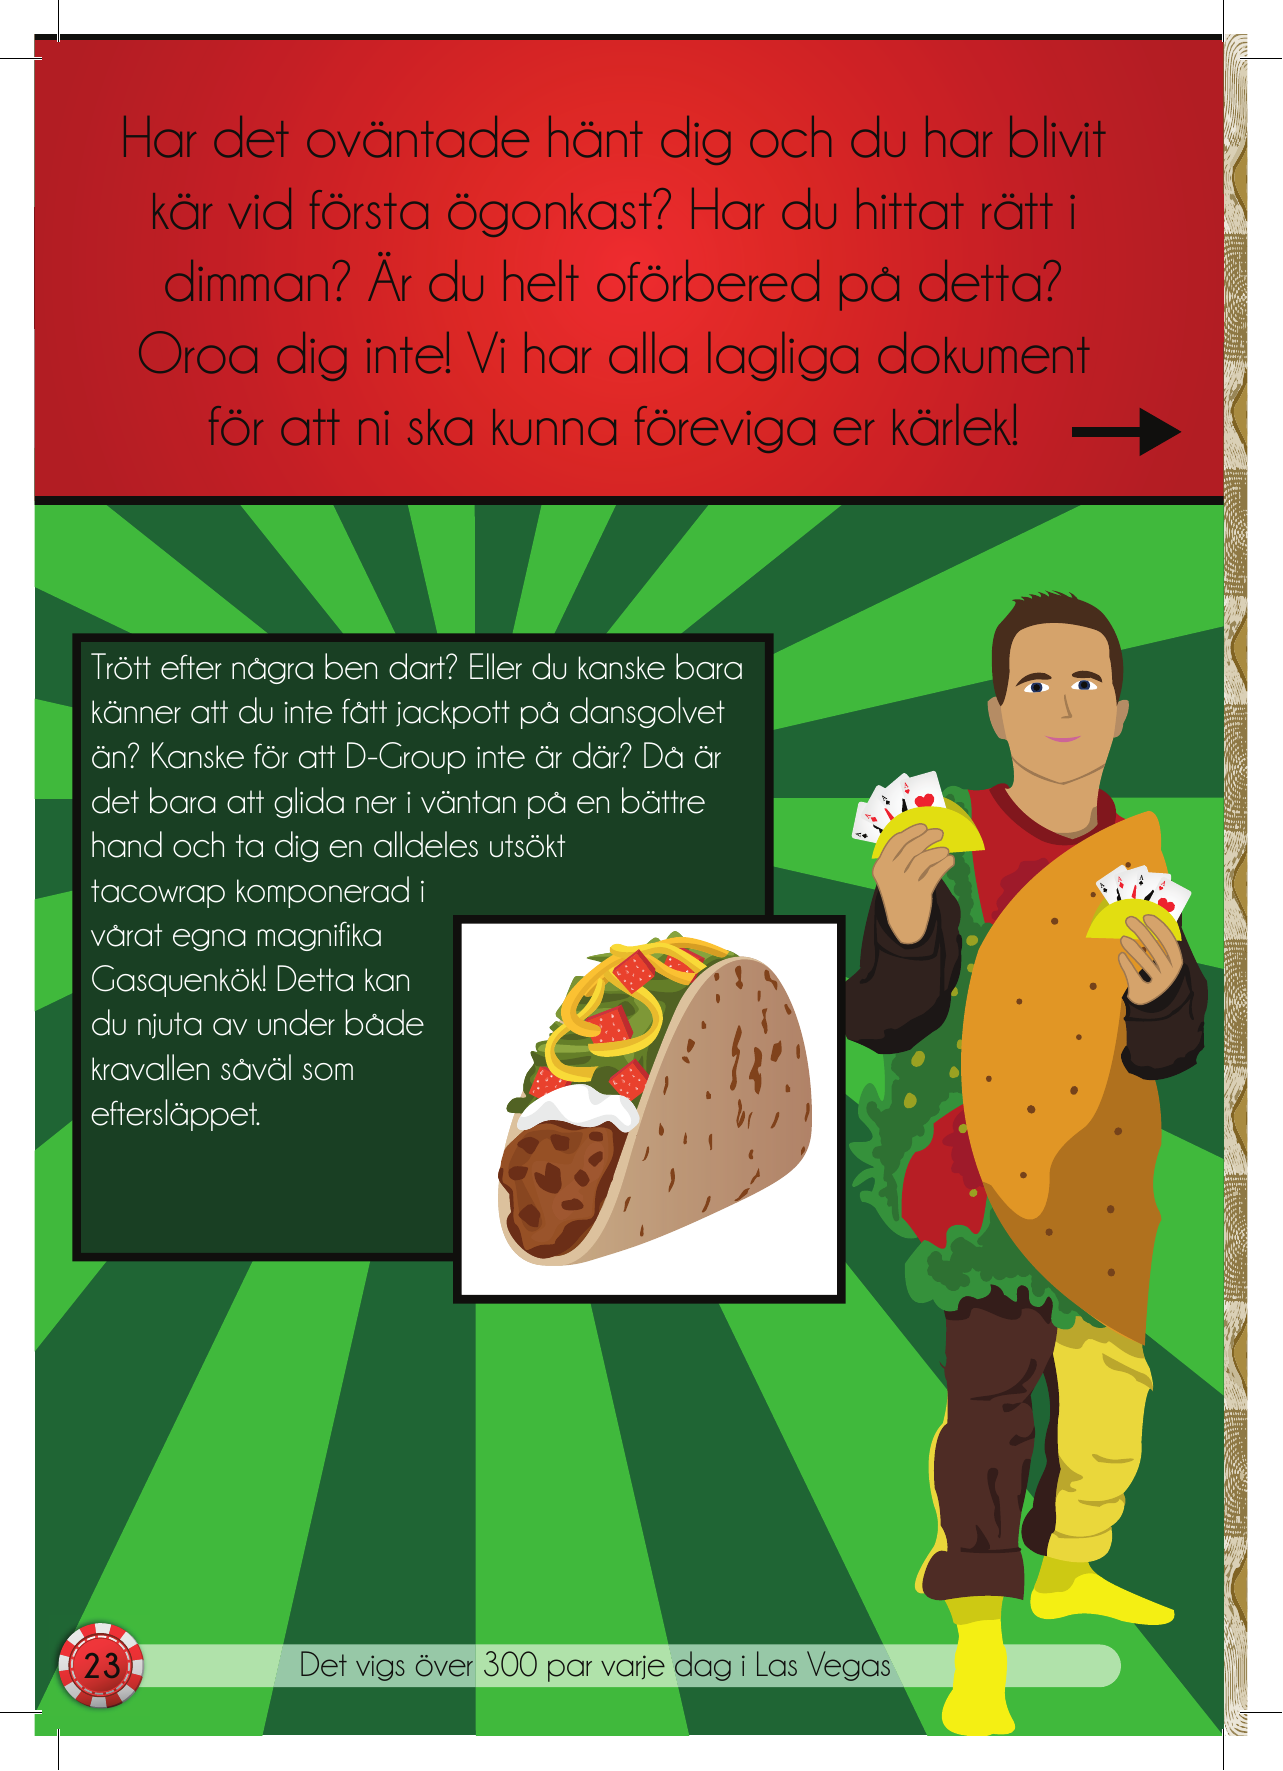 Har det oväntade hänt dig och du har blivit
kär vid första ögonkast? Har du hittat rätt i
dimman? Är du helt oförbered på detta?
Oroa dig inte! Vi har alla lagliga dokument
för att ni ska kunna föreviga er kärlek!
Trött efter några ben dart? Eller du kanske bara
känner att du inte fått jackpott på dansgolvet
än? Kanske för att D-Group inte är där? Då är
det bara att glida ner i väntan på en bättre
hand och ta dig en alldeles utsökt
tacowrap komponerad i
vårat egna magnifika
Gasquenkök! Detta kan
du njuta av under både
kravallen såväl som
eftersläppet.
23
Det vigs över 300 par varje dag i Las Vegas